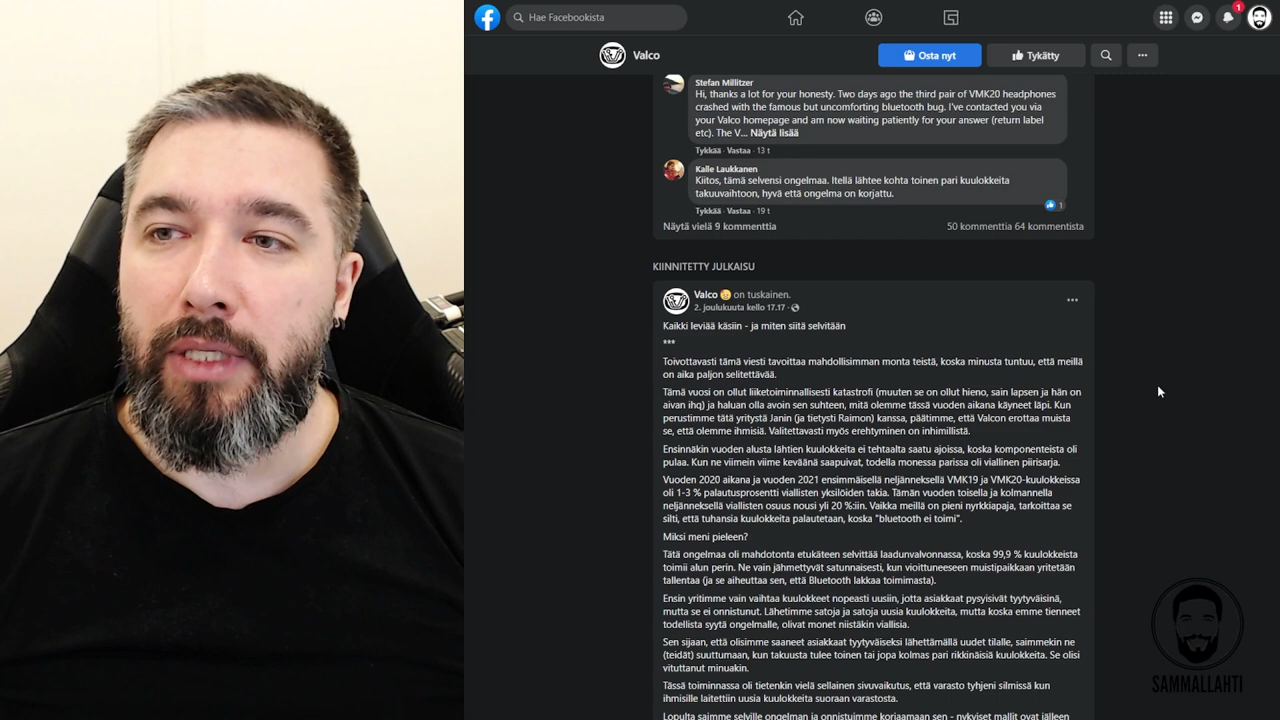 Hae Facebookista
1
Valco
Osta nyt
Tykätty
Stefan Millitzer
Hi, thanks a lot for your honesty. Two days ago the third pair of VMK20 headphones
crashed with the famous but uncomforting bluetooth bug. I've contacted you via
your Valco homepage and am now waiting patiently for your answer (return label
etc). The V... Näytä lisää
Tykkää · Vastaa · 13 t
Kalle Laukkanen
Kiitos, tämä selvensi ongelmaa. Itellä lähtee kohta toinen pari kuulokkeita
takuuvaihtoon, hyvä että ongelma on korjattu.
1
Tykkää · Vastaa · 19 t
Näytä vielä 9 kommenttia
50 kommenttia 64 kommentista
KIINNITETTY JULKAISU
Valco on tuskainen.
2. joulukuuta kello 17.17 ·
Kaikki leviää käsiin - ja miten siitä selvitään
***
Toivottavasti tämä viesti tavoittaa mahdollisimman monta teistä, koska minusta tuntuu, että meillä
on aika paljon selitettävää.
Tämä vuosi on ollut liiketoiminnallisesti katastrofi (muuten se on ollut hieno, sain lapsen ja hän on
aivan ihq) ja haluan olla avoin sen suhteen, mitä olemme tässä vuoden aikana käyneet läpi. Kun
perustimme tätä yritystä Janin (ja tietysti Raimon) kanssa, päätimme, että Valcon erottaa muista
se, että olemme ihmisiä. Valitettavasti myös erehtyminen on inhimillistä.
Ensinnäkin vuoden alusta lähtien kuulokkeita ei tehtaalta saatu ajoissa, koska komponenteista oli
pulaa. Kun ne viimein viime keväänä saapuivat, todella monessa parissa oli viallinen piirisarja.
Vuoden 2020 aikana ja vuoden 2021 ensimmäisellä neljänneksellä VMK19 ja VMK20-kuulokkeissa
oli 1-3 % palautusprosentti viallisten yksilöiden takia. Tämän vuoden toisella ja kolmannella
neljänneksellä viallisten osuus nousi yli 20 %:iin. Vaikka meillä on pieni nyrkkipaja, tarkoittaa se
silti, että tuhansia kuulokkeita palautetaan, koska "bluetooth ei toimi".
Miksi meni pieleen?
Tätä ongelmaa oli mahdotonta etukäteen selvittää laadunvalvonnassa, koska 99,9 % kuulokkeista
toimii alun perin. Ne vain jähmettyvät satunnaisesti, kun vioittuneeseen muistipaikkaan yritetään
tallentaa (ja se aiheuttaa sen, että Bluetooth lakkaa toimimasta).
Ensin yritimme vain vaihtaa kuulokkeet nopeasti uusiin, jotta asiakkaat pysyisivät tyytyväisinä,
mutta se ei onnistunut. Lähetimme satoja ja satoja uusia kuulokkeita, mutta koska emme tienneet
todellista syytä ongelmalle, olivat monet niistäkin viallisia.
Sen sijaan, että olisimme saaneet asiakkaat tyytyväiseksi lähettämällä uudet tilalle, saimmekin ne
(teidät) suuttumaan, kun takuusta tulee toinen tai jopa kolmas pari rikkinäisiä kuulokkeita. Se olisi
vituttanut minuakin.
Tässä toiminnassa oli tietenkin vielä sellainen sivuvaikutus, että varasto tyhjeni silmissä kun
ihmisille laitettiin uusia kuulokkeita suoraan varastosta.
Lopulta saimme selville ongelman ja onnistuimme korjaamaan sen - nykyiset mallit ovat jälleen
SAMMALLAHTI